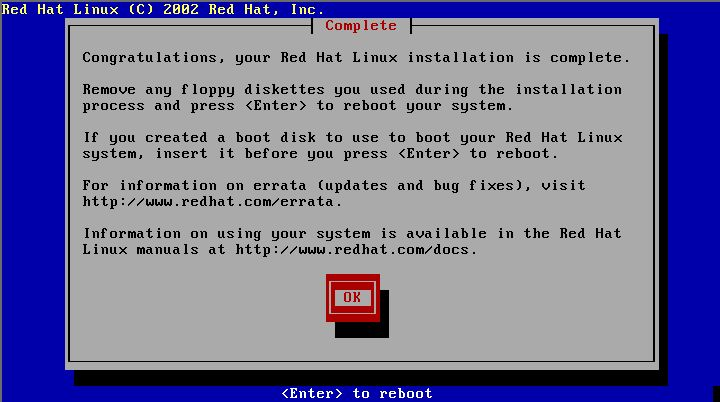 Red Hat Linux (C) 2002 Red Hat, Inc.
Complete
Congratulations, your Red Hat Linux installation is complete.
Remove any floppy diskettes you used during the installation
process and press <Enter> to reboot your system.
If you created a boot disk to use to boot your Red Hat Linux
system, insert it before you press <Enter> to reboot.
For information on errata (updates and bug fixes), visit
http://www.redhat.com/errata.
Information on using your system is available in the Red Hat
Linux manuals at http://www.redhat.com/docs.
OK
<Enter> to reboot